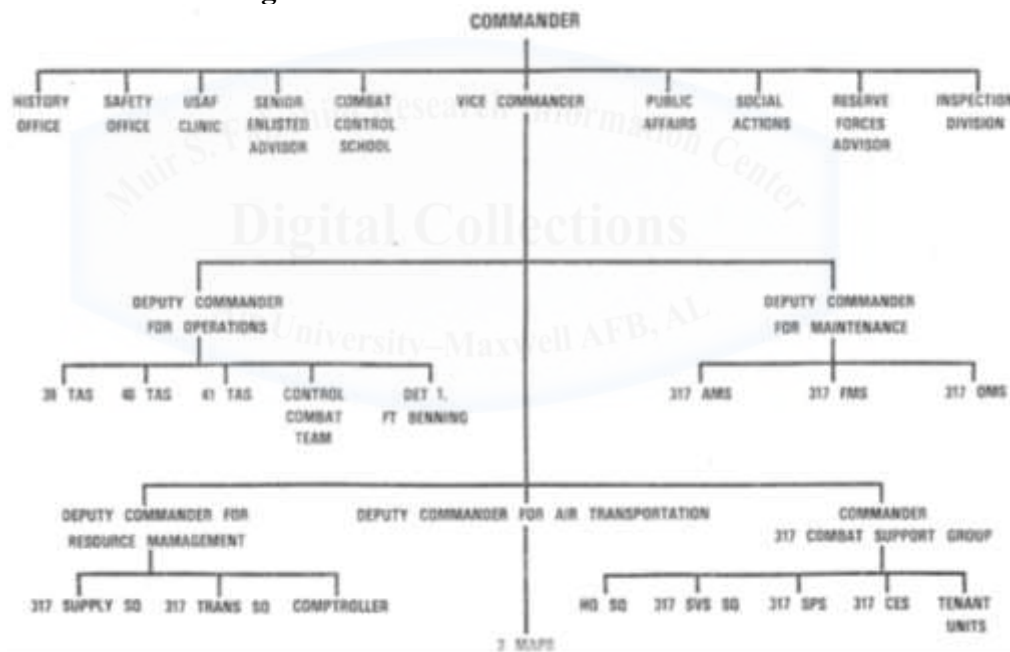 COMMANDER
HISTORY OFFICE
SAFETY OFFICE
USAF CLINIC
SENIOR ENLISTED ADVISOR
COMBAT CONTROL SCHOOL
VICE COMMANDER
PUBLIC AFFAIRS
SOCIAL ACTIONS
RESERVE FORCES ADVISOR
INSPECTION DIVISION
Muir S.
Research Information Center
Digital Collections
University–Maxwell AFB, AL
DEPUTY COMMANDER
FOR OPERATIONS
DEPUTY COMMANDER
FOR MAINTENANCE
TAS
TAS
41 TAS
CONTROL
COMBAT
TEAM
DET 1.
FT BENNING
317 AMS
317 FMS
317 OMS
DEPUTY COMMANDER FOR
RESOURCE MAMAGEMENT
DEPUTY COMMANDER FOR AIR TRANSPORTATION
COMMANDER
317 COMBAT SUPPORT GROUP
317 SUPPLY SQ
317 TRANS SQ
COMPTROLLER
HQ SQ
317 SVS SQ
317 SPS
317 CES
TENANT
UNITS
MAPS